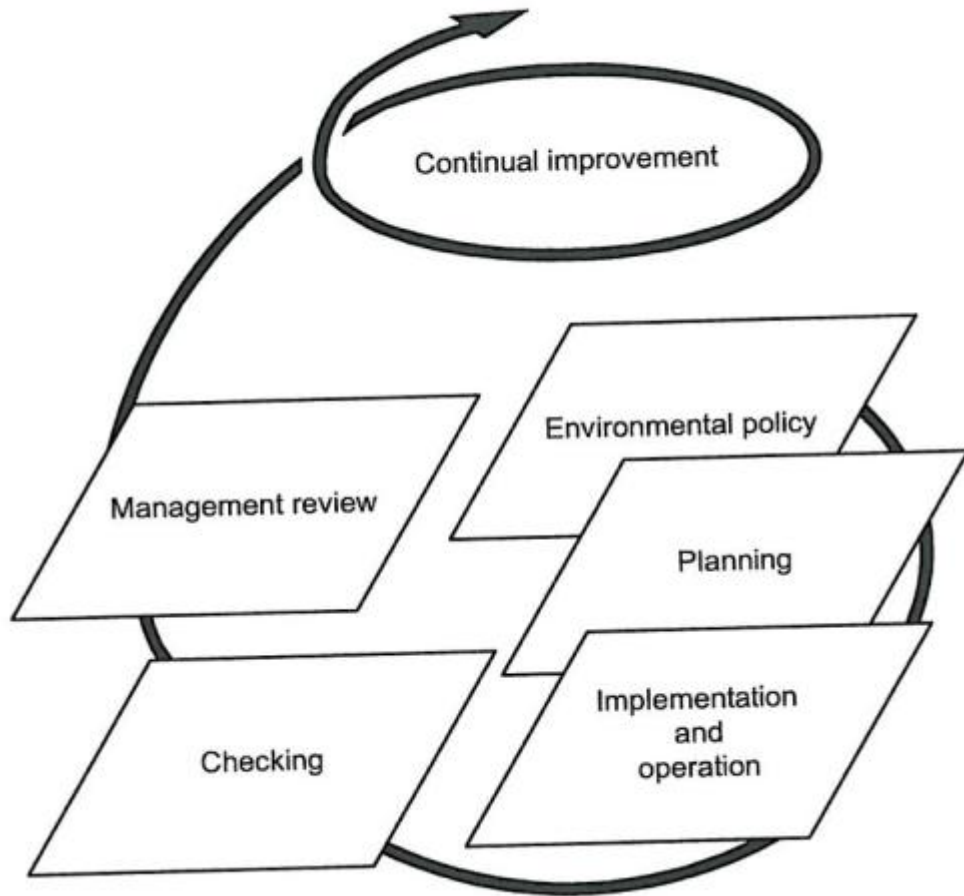 Continual improvement
Environmental policy
Management review
Planning
Implementation
and
operation
Checking